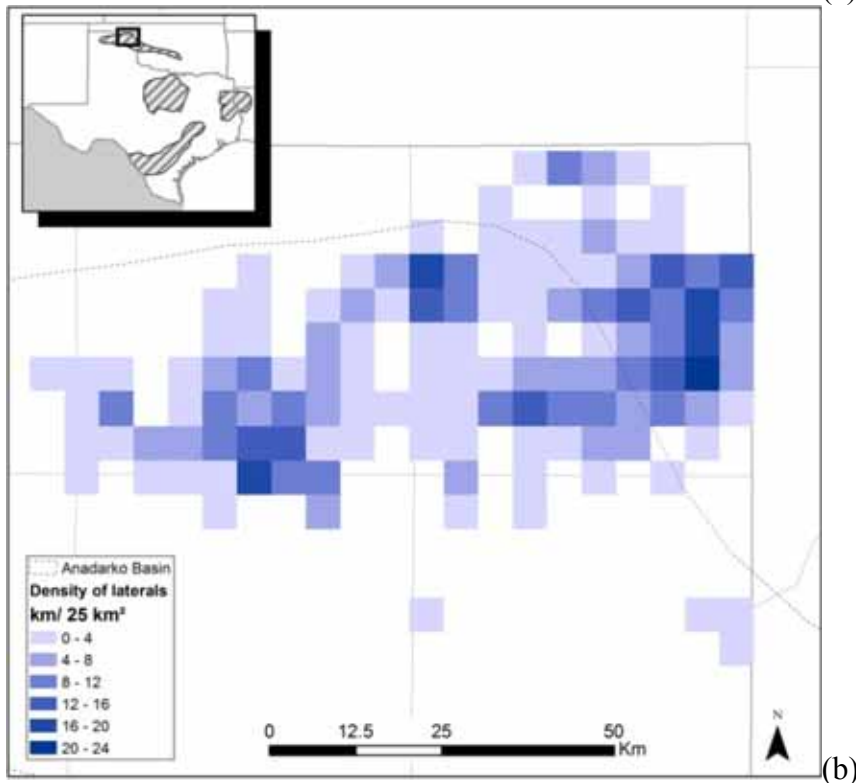 Anadarko Basin
Density of laterals
km/ 25 km²
0 - 4
4 - 8
8 - 12
12 - 16
16 - 20
20 - 24
0 12.5 25 50
Km
N
(b)